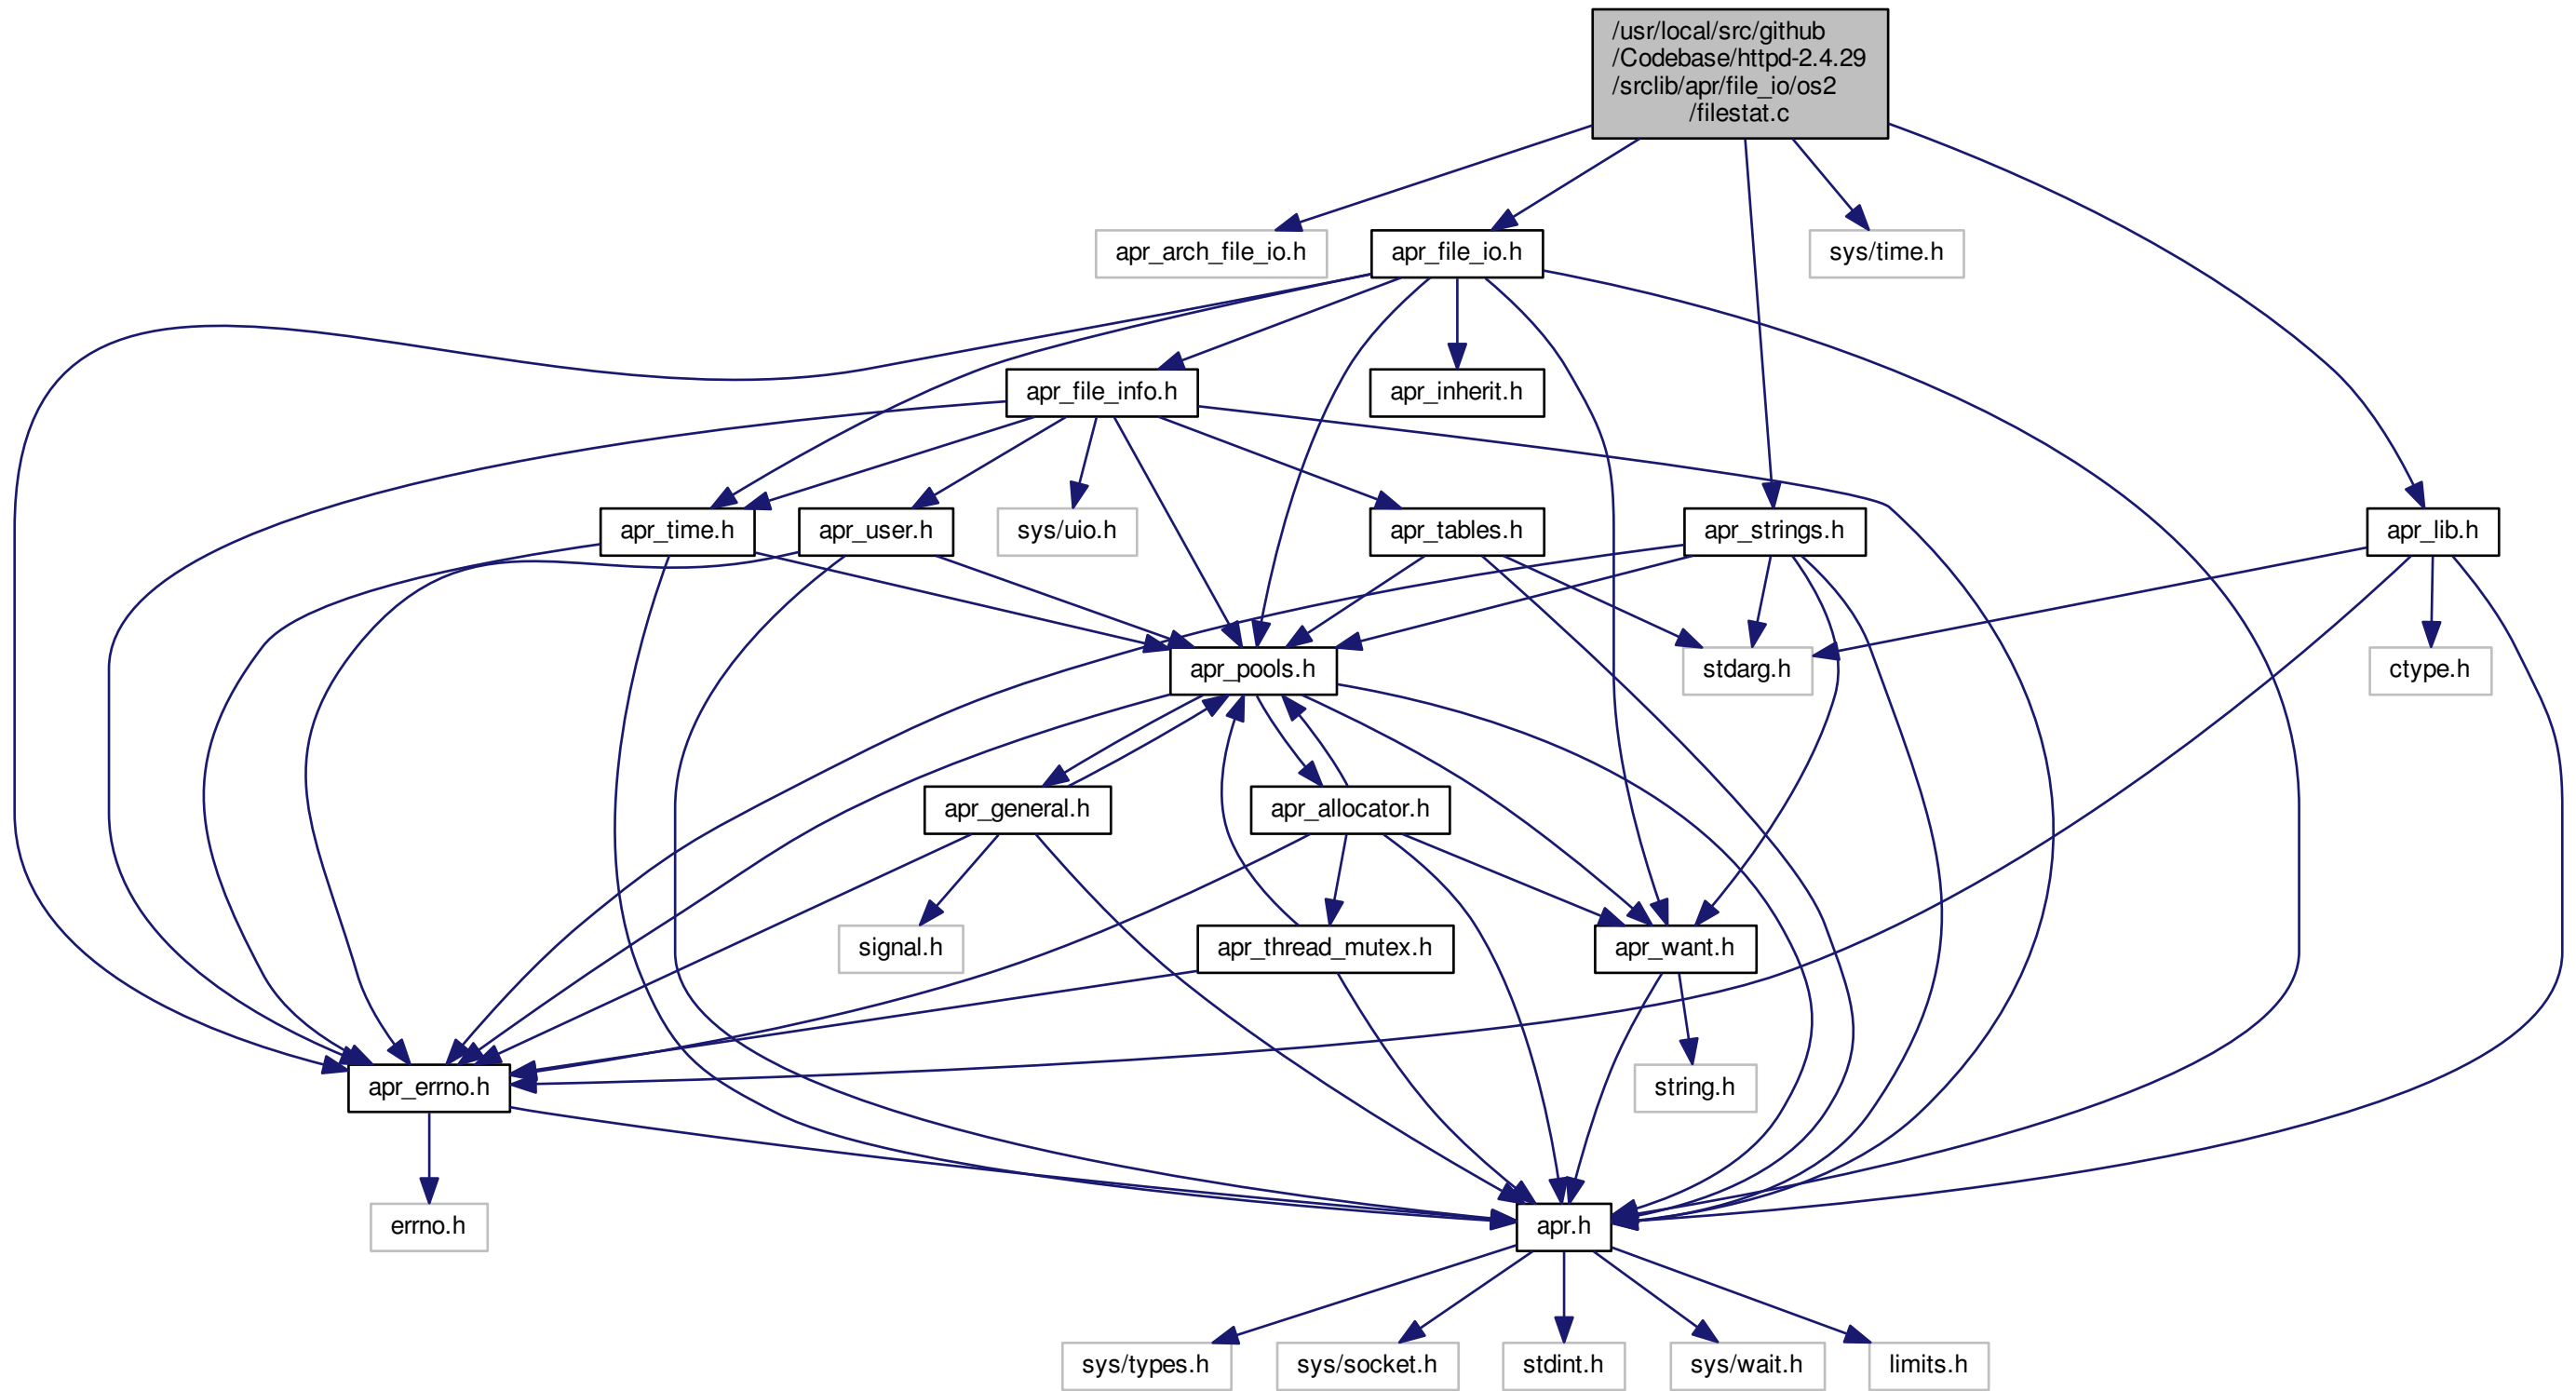 /usr/local/src/github
/Codebase/httpd-2.4.29
/srclib/apr/file_io/os2
/filestat.c
apr_arch_file_io.h
apr_file_io.h
sys/time.h
apr_file_info.h
apr_inherit.h
apr_time.h
apr_user.h
sys/uio.h
apr_tables.h
apr_strings.h
apr_lib.h
apr_pools.h
stdarg.h
ctype.h
apr_general.h
apr_allocator.h
signal.h
apr_thread_mutex.h
apr_want.h
apr_errno.h
string.h
errno.h
apr.h
sys/types.h
sys/socket.h
stdint.h
sys/wait.h
limits.h